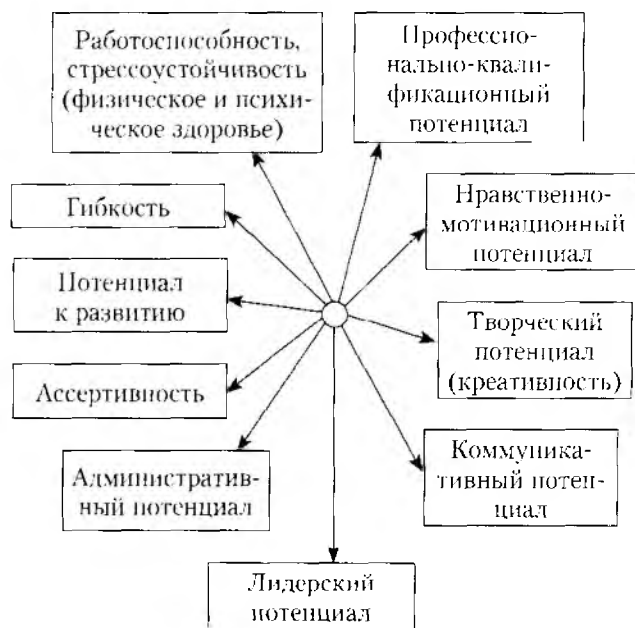 Работоспособность,
стрессоустойчивость
(физическое и психи-
ческое здоровье)
Профессио-
нально-квали-
фикационный
потенциал
Гибкость
Нравственно-
мотивационный
потенциал
Потенциал
к развитию
Творческий
потенциал
(креативность)
Ассертивность
Коммуника-
тивный потен-
циал
Административ-
ный потенциал
Лидерский
потенциал